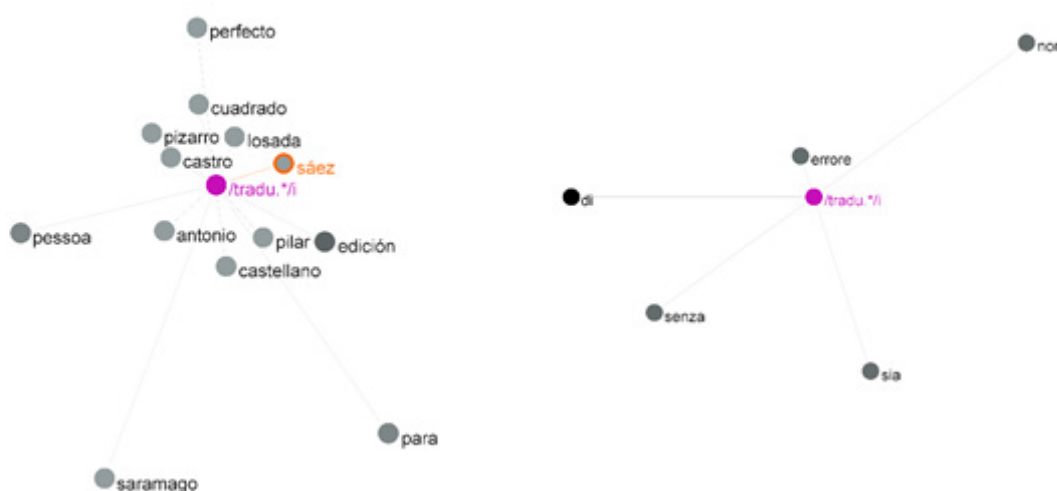 perfecto
cuadrado
pizarro
losada
castro
sáez
/tradu.*/i
pessoa
antonio
pilar
edición
castellano
para
saramago
non
errore
di
/tradu.*/i
senza
sia